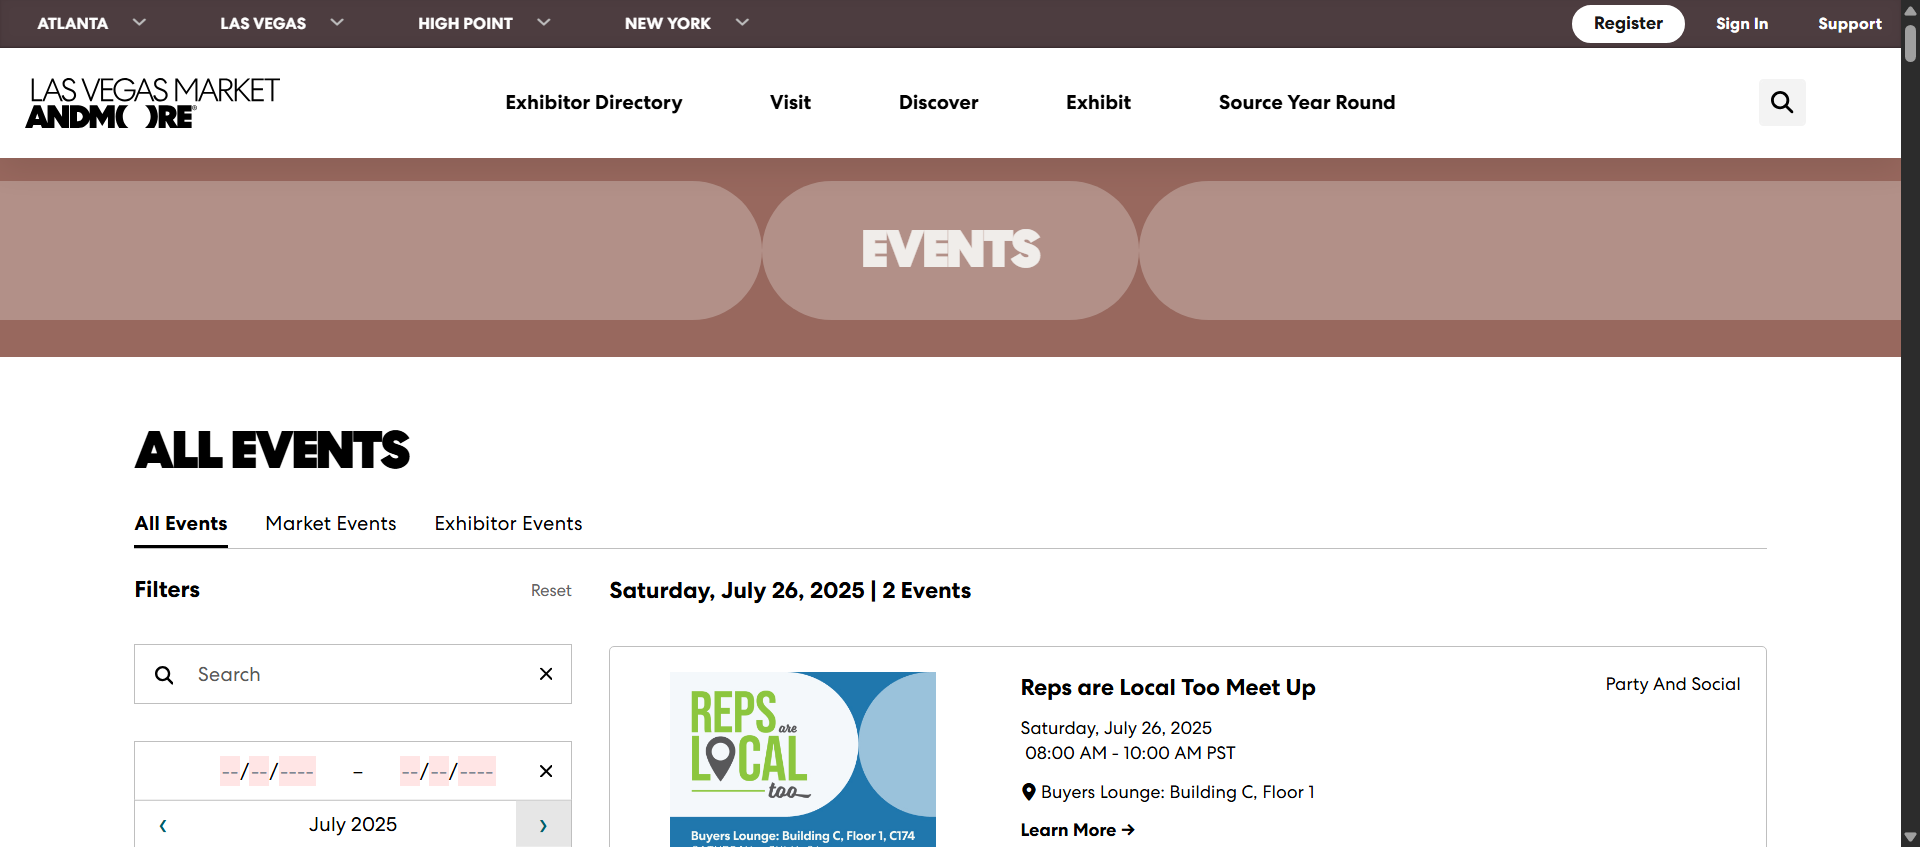 ATLANTA
LAS VEGAS
HIGH POINT
NEW YORK
Register
Sign In
Support
LAS VEGAS MARKET
ANDMORE®
Exhibitor Directory
Visit
Discover
Exhibit
Source Year Round
EVENTS
ALL EVENTS
All Events
Market Events
Exhibitor Events
Filters
Reset
Search
--/--/---- – --/--/----
July 2025
Saturday, July 26, 2025 | 2 Events
REPS are
LOCAL
too
Buyers Lounge: Building C, Floor 1, C174
Reps are Local Too Meet Up
Party And Social
Saturday, July 26, 2025
08:00 AM - 10:00 AM PST
Buyers Lounge: Building C, Floor 1
Learn More →